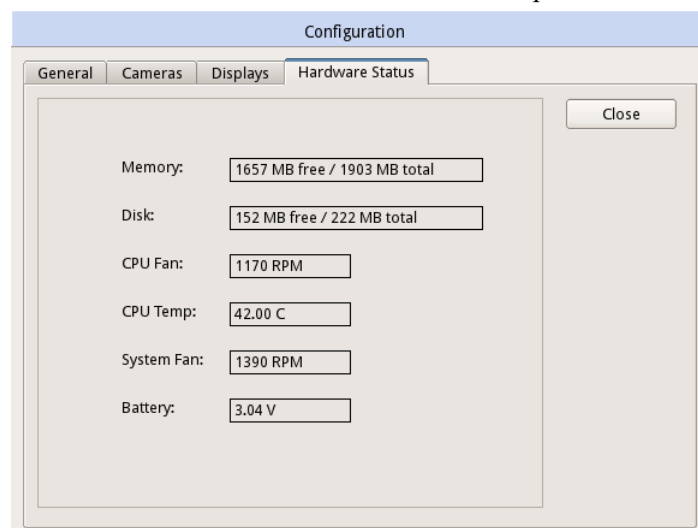 Configuration
General Cameras Displays Hardware Status
Close
Memory: 1657 MB free / 1903 MB total
Disk: 152 MB free / 222 MB total
CPU Fan: 1170 RPM
CPU Temp: 42.00 C
System Fan: 1390 RPM
Battery: 3.04 V